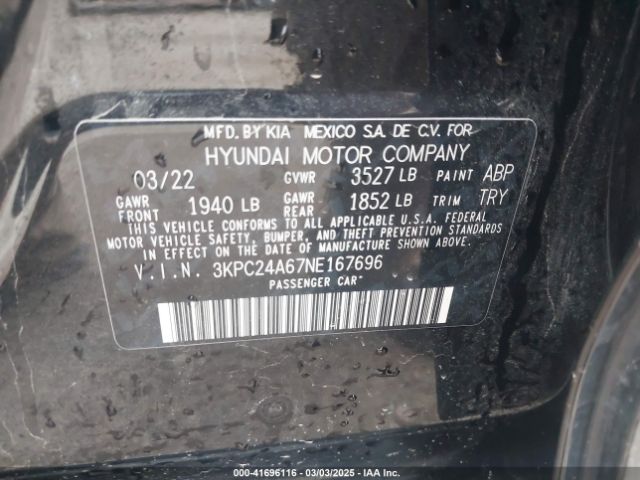 MFD. BY KIA MEXICO S.A. DE C.V. FOR
HYUNDAI MOTOR COMPANY
03/22 GVWR 3527 LB PAINT ABP
GAWR FRONT 1940 LB GAWR REAR 1852 LB TRIM TRY
THIS VEHICLE CONFORMS TO ALL APPLICABLE U.S.A. FEDERAL
MOTOR VEHICLE SAFETY, BUMPER, AND THEFT PREVENTION STANDARDS
IN EFFECT ON THE DATE OF MANUFACTURE SHOWN ABOVE.
V.I.N. 3KPC24A67NE167696
PASSENGER CAR
000-41696116 - 03/03/2025 - IAA Inc.